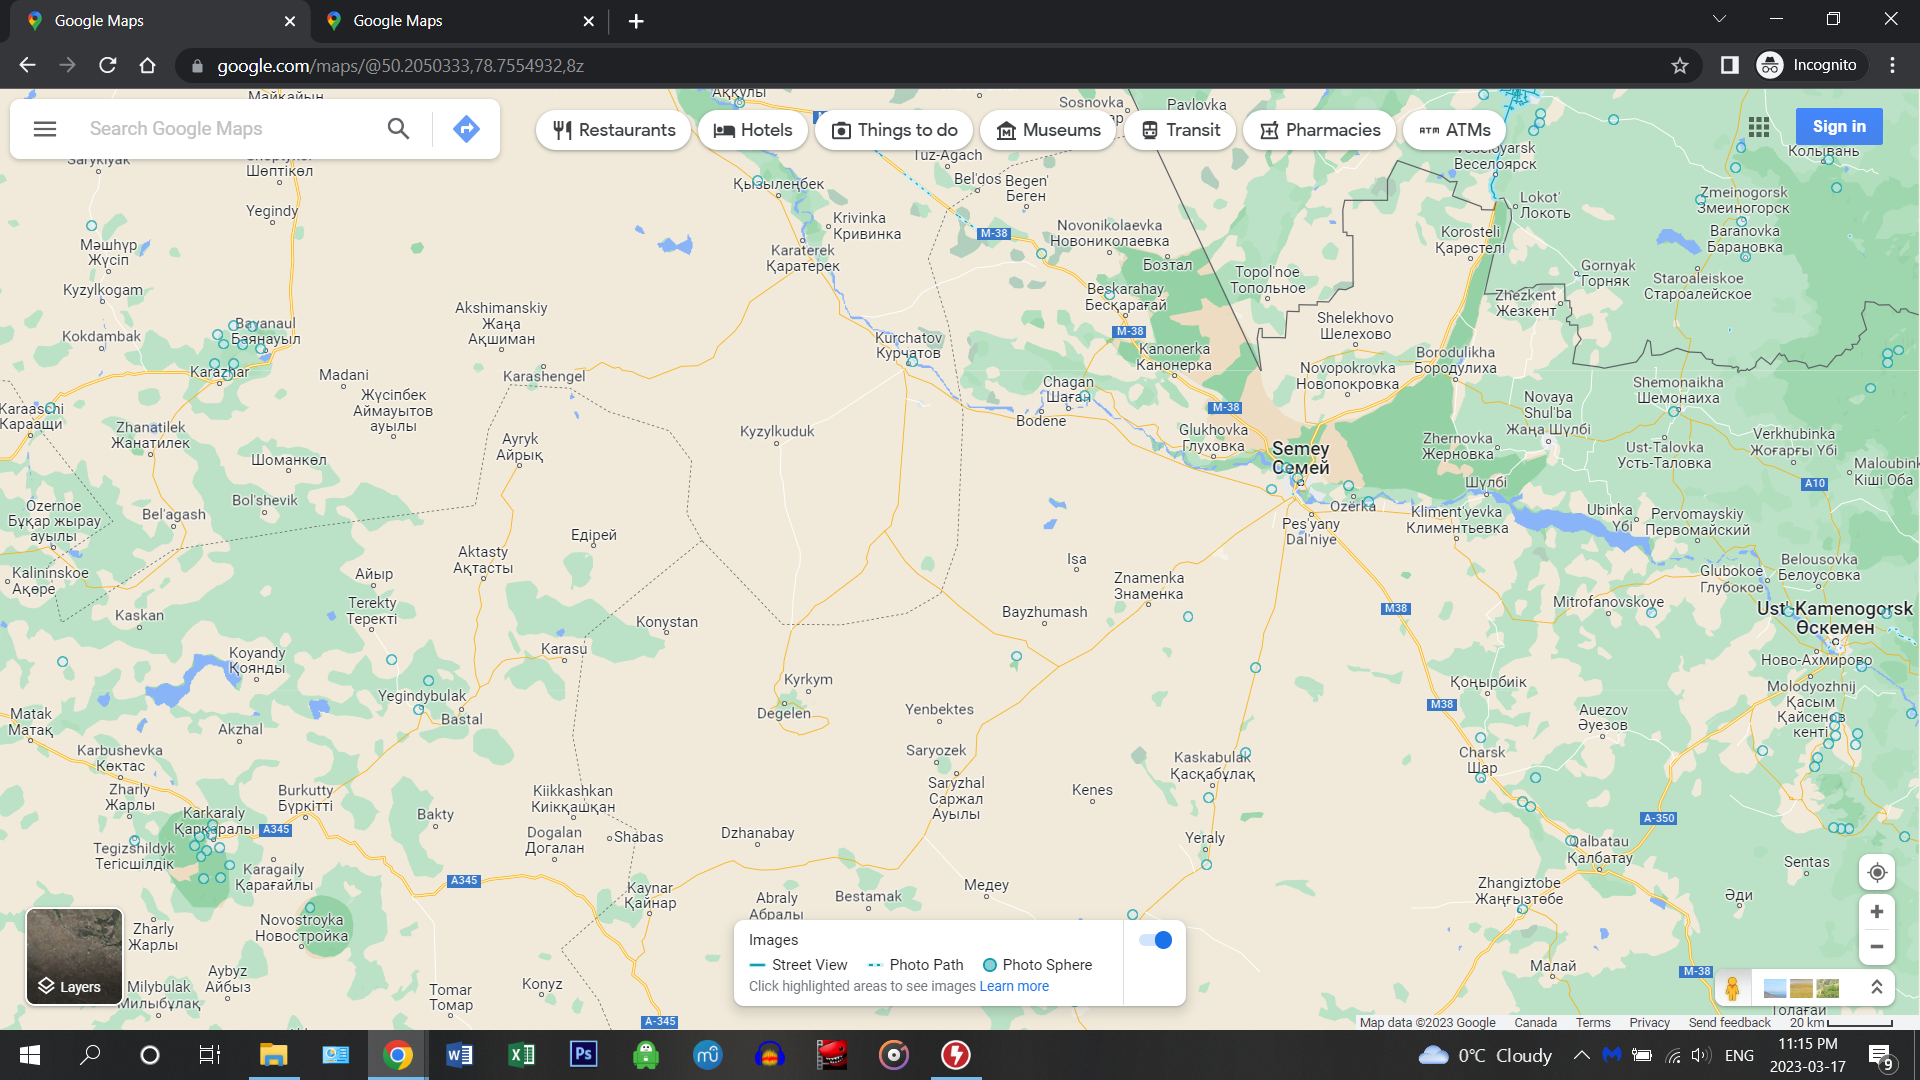 Google Maps
Google Maps
google.com/maps/@50.2050333,78.7554932,8z
Incognito
Search Google Maps
Restaurants
Hotels
Things to do
Museums
Transit
Pharmacies
ATMs
Sign in
Майкайын
Аққулы
Sosnovka
Pavlovka
Шөптікөл
Yegindy
Мәшһүр
Жүсіп
Kyzylkogam
Kokdambak
Bayanaul
Баянауыл
Karazhar
Karaaschi
Караащи
Zhanatilek
Жанатилек
Шоманкөл
Bol'shevik
Bel'agash
Ozernoe
Бұқар жырау
ауылы
Kalininskoe
Ақөре
Kaskan
Madani
Жүсіпбек
Аймауытов
ауылы
Akshimanskiy
Жаңа
Ақшиман
Karashengel
Ayryk
Айрық
Едірей
Aktasty
Ақтасты
Айыр
Terekty
Теректі
Karasu
Konystan
Koyandy
Қоянды
Yegindybulak
Bastal
Matak
Матақ
Akzhal
Karbushevka
Көктас
Zharly
Жарлы
Burkutty
Бүркітті
Karkaraly
Қарқаралы
A345
Tegizshildyk
Тегісшілдік
Karagaily
Қарағайлы
Bakty
Kiikkashkan
Киікқашқан
Dogalan
Догалан
Shabas
Dzhanabay
A345
Kaynar
Қайнар
Novostroyka
Новостройка
Zharly
Жарлы
Aybyz
Айбыз
Milybulak
Милыбұлақ
Tomar
Томар
Konyz
A-345
Abraly
Абралы
Bestamak
Медеу
Қызылеңбек
Krivinka
Кривинка
Karaterek
Қаратерек
Tuz-Agach
Bel'dos
Begen'
Беген
M-38
Novonikolaevka
Новониколаевка
Бозтал
Topol'noe
Топольное
Beskarahay
Бесқарағай
M-38
Kanonerka
Канонерка
Kurchatov
Курчатов
Chagan
Шаған
Bodene
Kyzylkuduk
M-38
Glukhovka
Глуховка
Semey
Семей
Ozërka
Pes'yany
Dal'niye
Isa
Znamenka
Знаменка
Bayzhumash
Kyrkym
Degelen
Yenbektes
Saryozek
Saryzhal
Саржал
Ауылы
Kenes
Kaskabulak
Қасқабұлақ
Yeraly
Veseloyarsk
Веселоярск
Lokot'
Локоть
Korosteli
Қарөстелі
Gornyak
Горняк
Zhezkent
Жезкент
Zmeinogorsk
Змеиногорск
Baranovka
Барановка
Staroaleiskoe
Староалейское
Колывань
Shelekhovo
Шелехово
Novopokrovka
Новопокровка
Borodulikha
Бородулиха
Shemonaikha
Шемонаиха
Novaya
Shul'ba
Жаңа Шүлбі
Zhernovka
Жерновка
Ust-Talovka
Усть-Таловка
Verkhubinka
Жоғарғы Үбі
Maloubink
Кіші Оба
A10
Шүлбі
Kliment'yevka
Климентьевка
Ubinka
Үбі
Pervomayskiy
Первомайский
Belousovka
Белоусовка
Glubokoe
Глубокое
Mitrofanovskoye
Ust-Kamenogorsk
Өскемен
Ново-Ахмирово
Molodyozhnij
Қасым
Қайсенов
кенті
M38
M38
Қоңырбиік
Auezov
Әуезов
Charsk
Шар
A-350
Qalbatau
Қалбатау
Zhangiztobe
Жаңғызтөбе
Sentas
Әди
Малай
M-38
Толағай
Layers
Images
Street View
Photo Path
Photo Sphere
Click highlighted areas to see images Learn more
Map data ©2023 Google
Canada
Terms
Privacy
Send feedback
20 km
0°C Cloudy
ENG
11:15 PM
2023-03-17
9